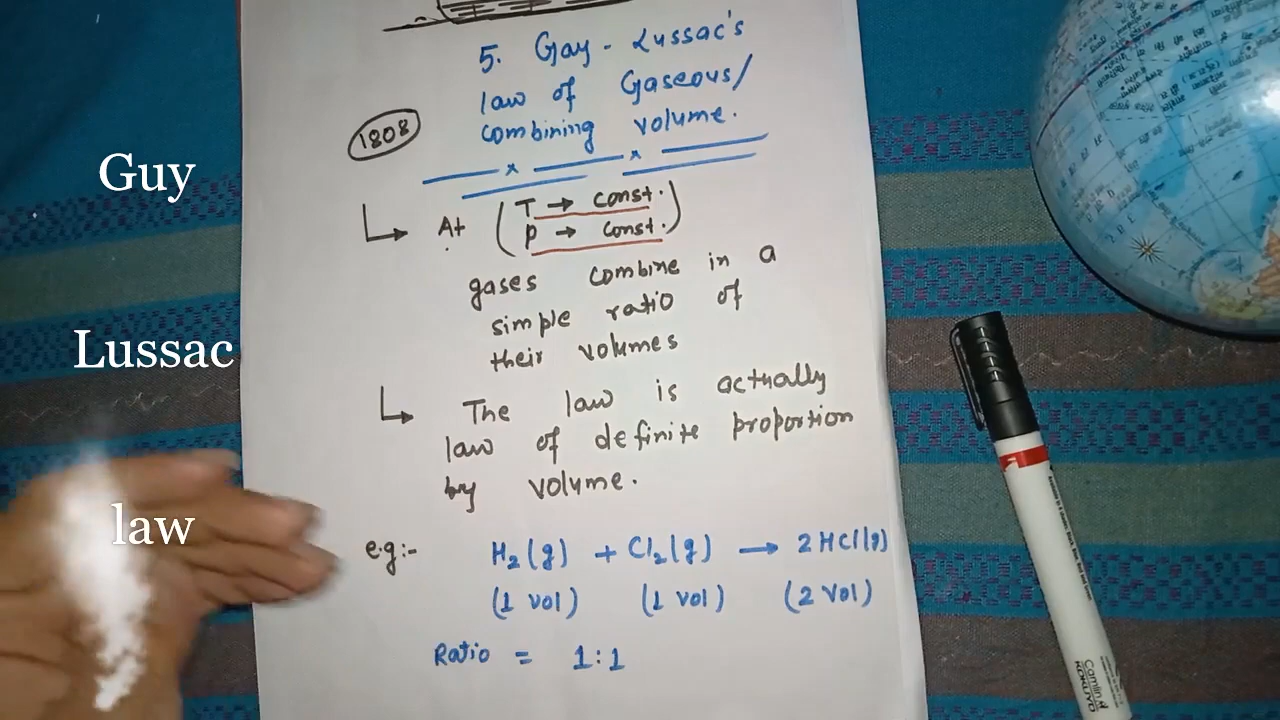 5. Gay-Lussac's
law of Gaseous/
combining volume.
1808
Guy
At (T → const.
P → const.)
gases combine in a
simple ratio of
their volumes
Lussac
The law is actually
law of definite proportion
by volume.
law
e.g:- H₂(g) + Cl₂(g) → 2HCl(g)
(1 vol) (1 vol) (2 vol)
Ratio = 1:1
Camlin
KOKUYO